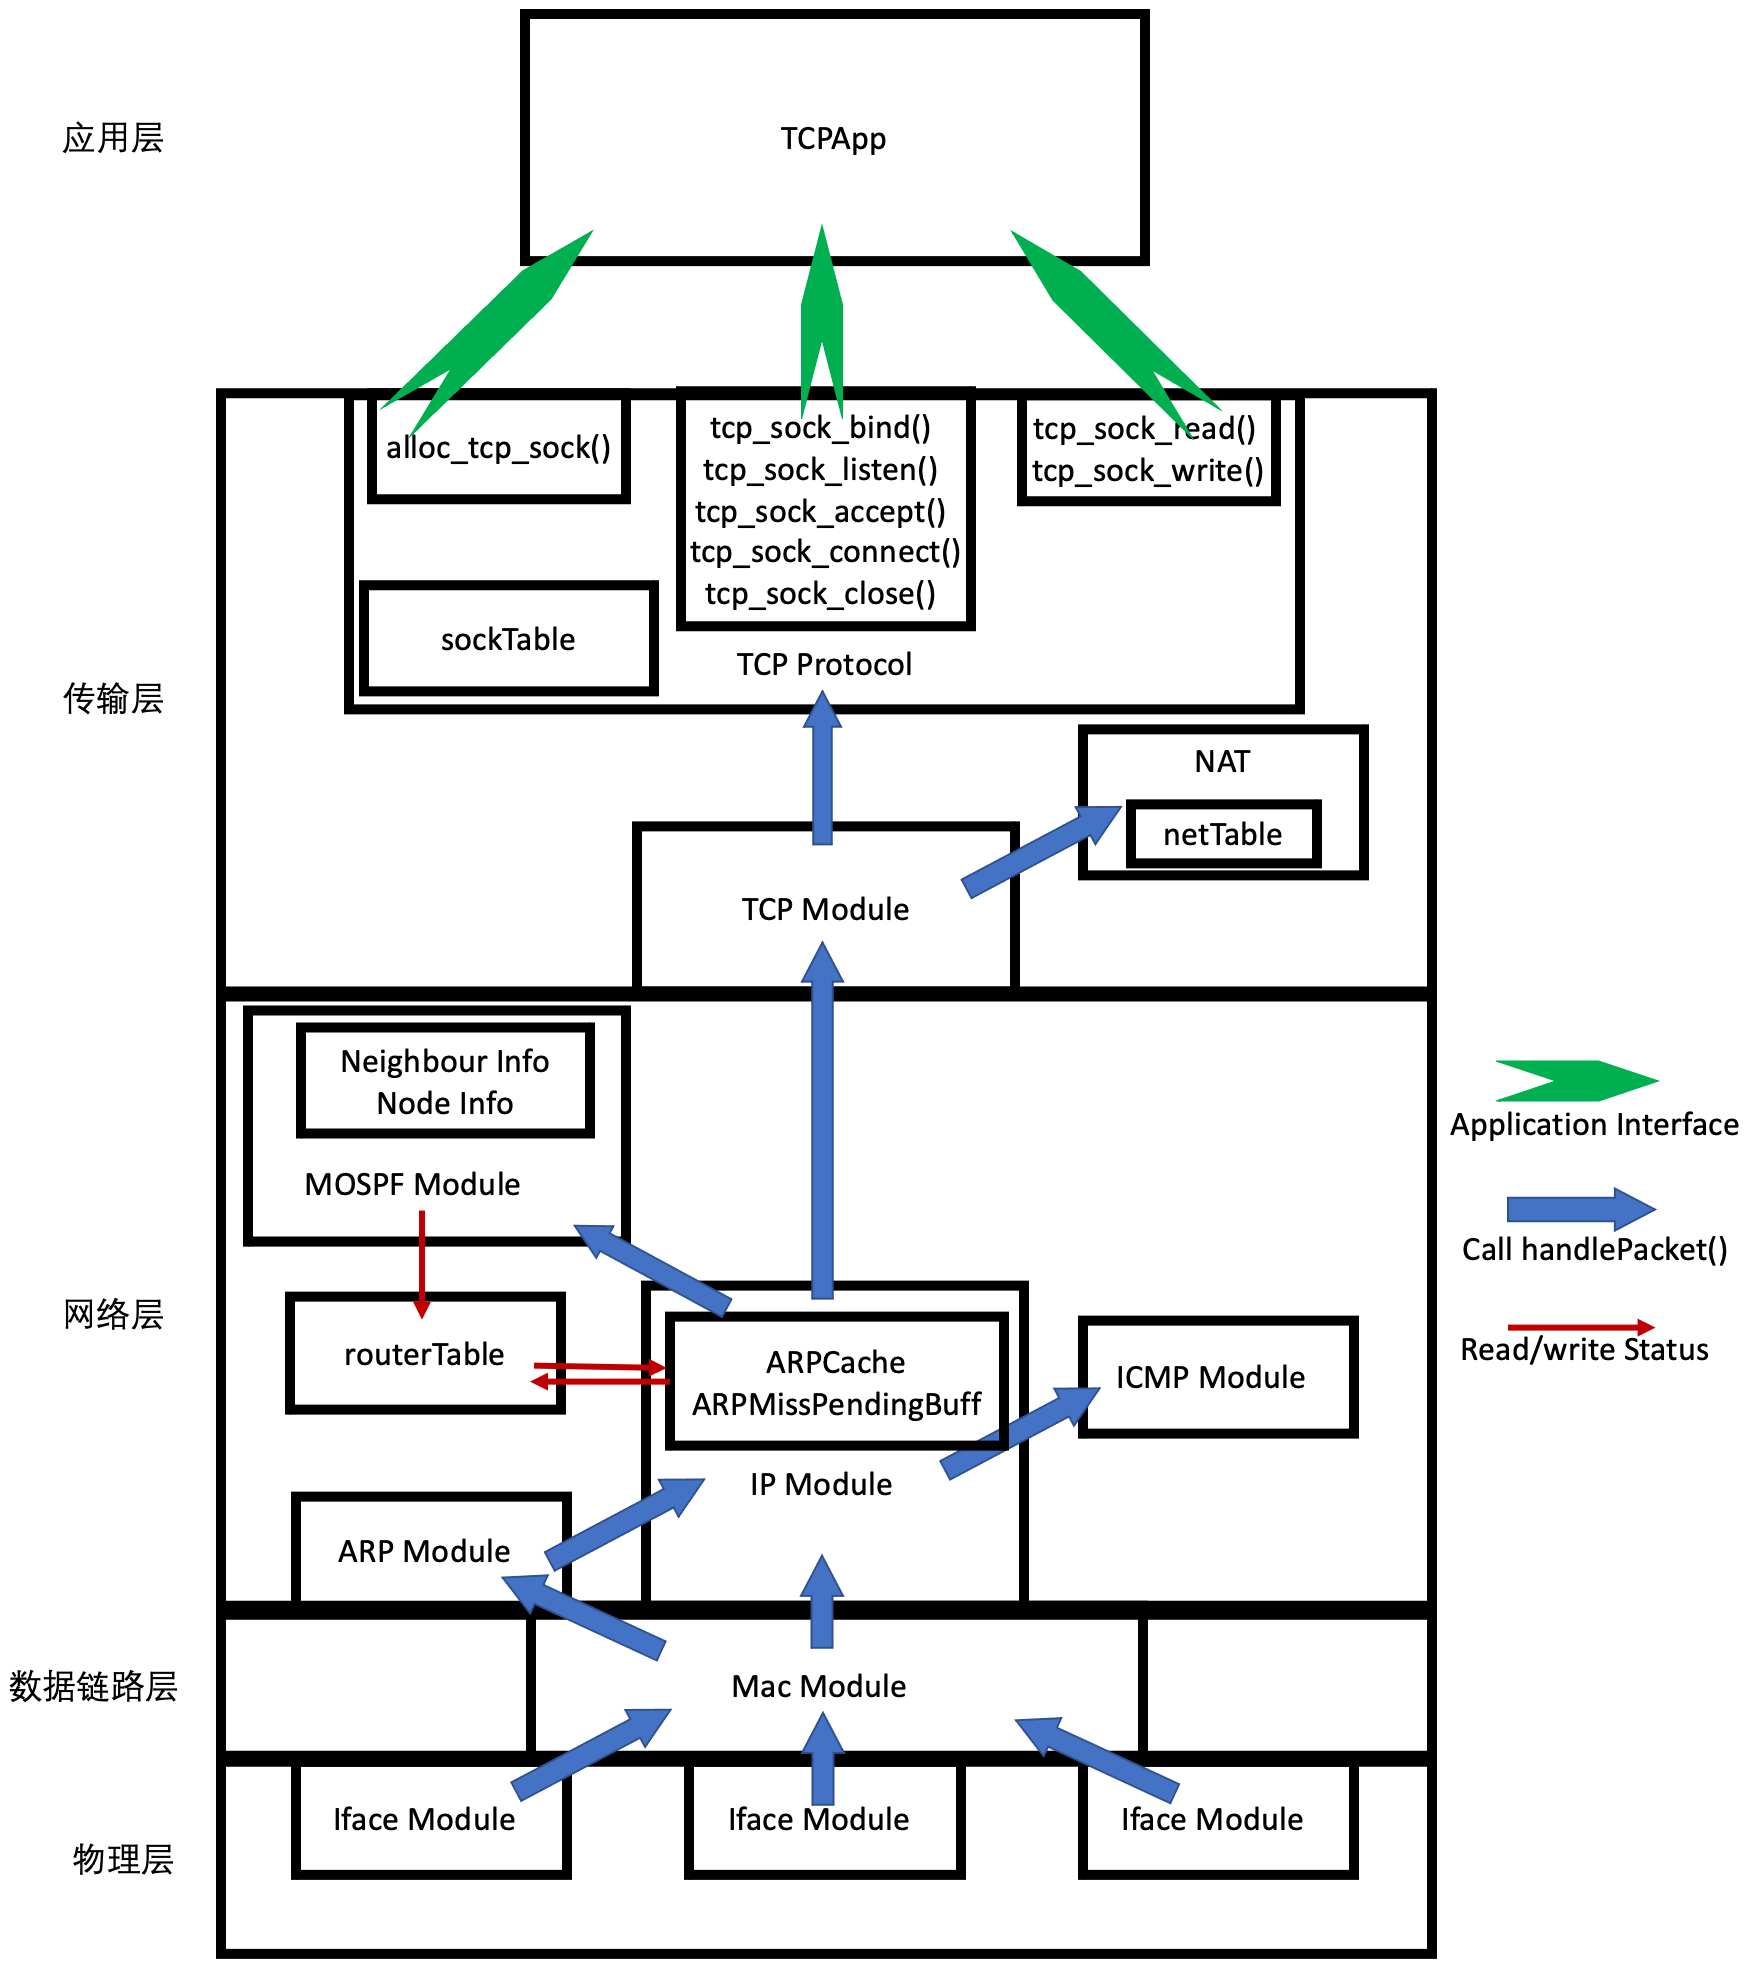 TCPApp
应用层
alloc_tcp_sock()
tcp_sock_bind()
tcp_sock_listen()
tcp_sock_accept()
tcp_sock_connect()
tcp_sock_close()
tcp_sock_read()
tcp_sock_write()
sockTable
TCP Protocol
传输层
NAT
netTable
TCP Module
Neighbour Info
Node Info
MOSPF Module
网络层
routerTable
ARPCache
ARPMissPendingBuff
IP Module
ICMP Module
ARP Module
Application Interface
Call handlePacket()
Read/write Status
数据链路层
Mac Module
物理层
Iface Module
Iface Module
Iface Module